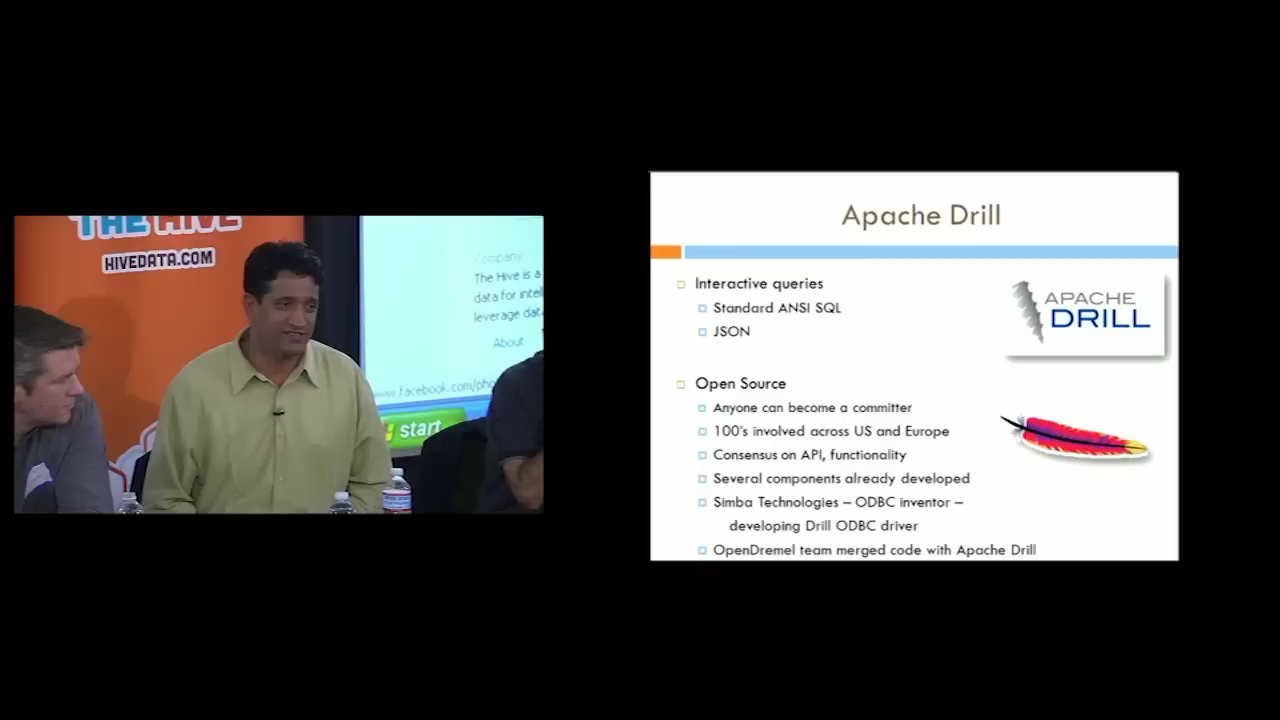 THE HIVE
HIVEDATA.COM
Company
The Hive is a
data for intel
leverage dat
About
www.facebook.com/pho
start
Apache Drill
Interactive queries
Standard ANSI SQL
JSON
APACHE
DRILL
Open Source
Anyone can become a committer
100's involved across US and Europe
Consensus on API, functionality
Several components already developed
Simba Technologies – ODBC inventor –
developing Drill ODBC driver
OpenDremel team merged code with Apache Drill